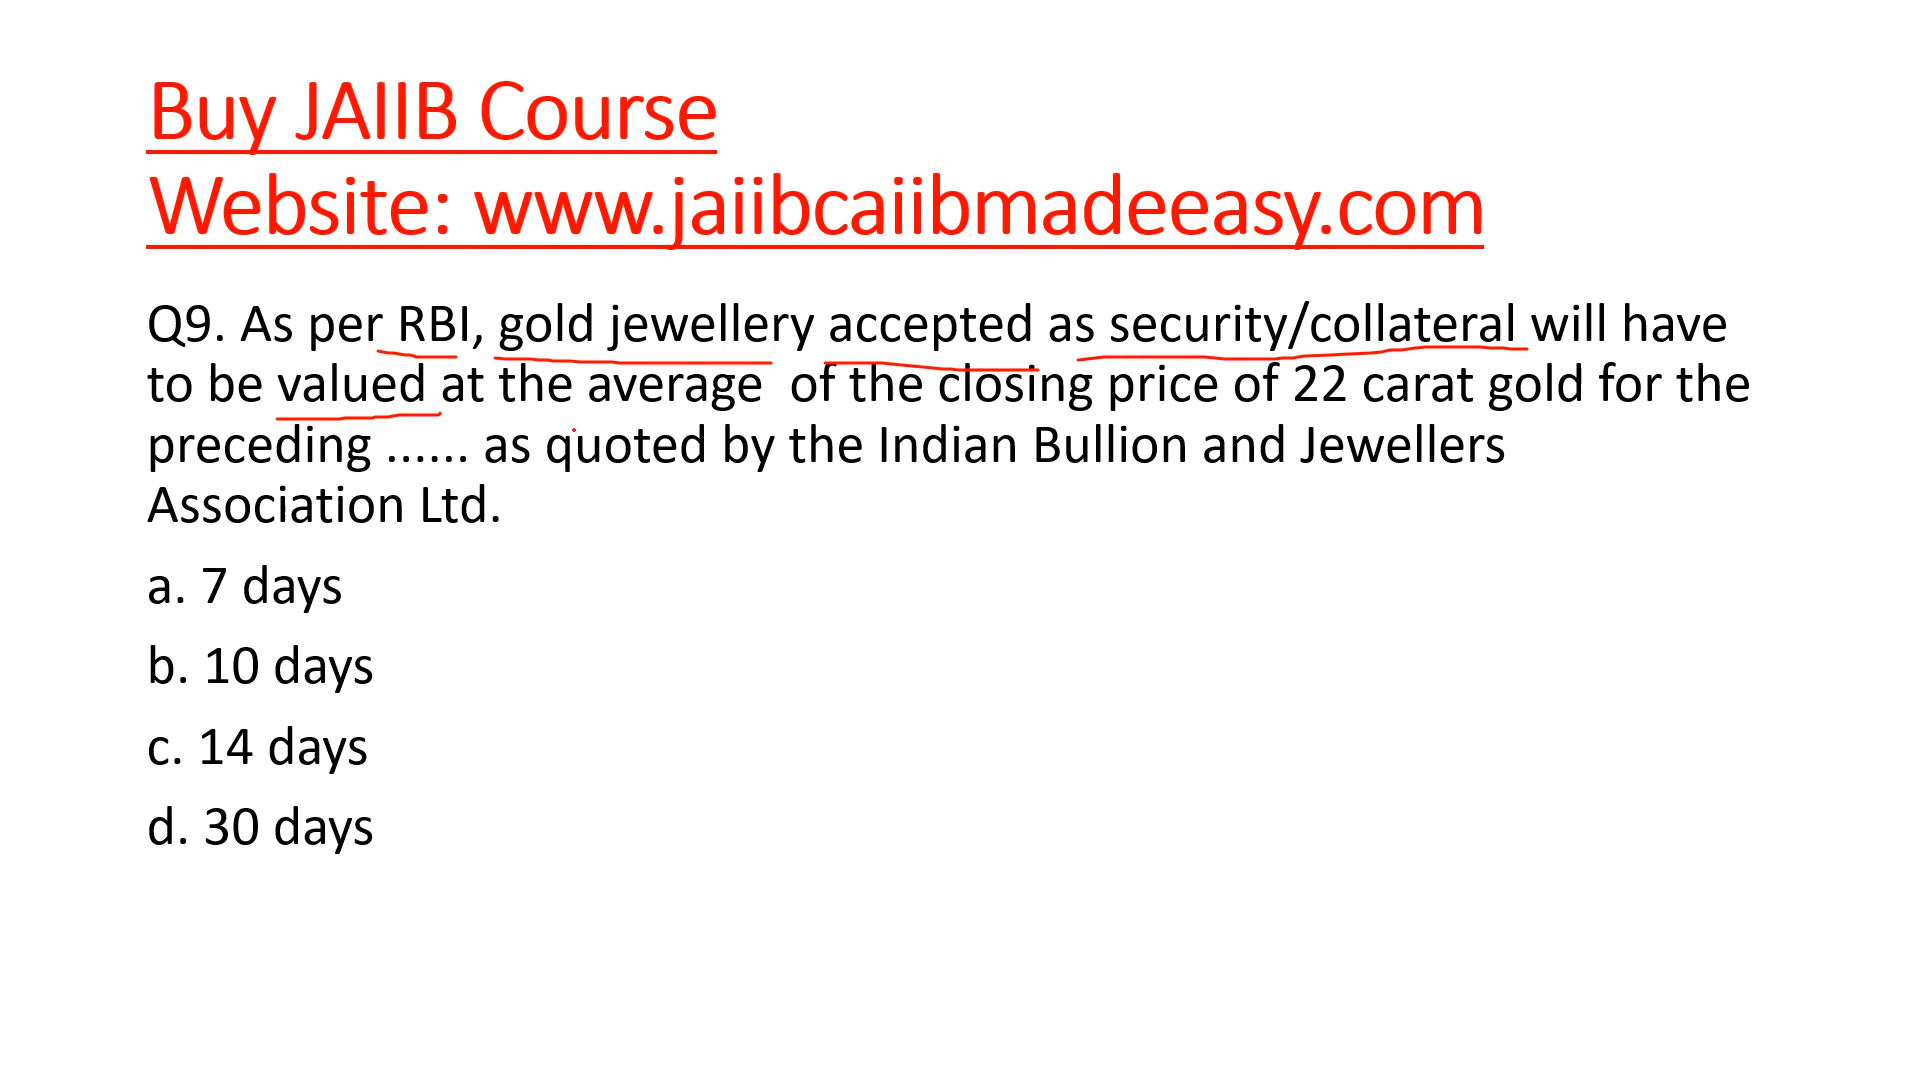 Buy JAIIB Course
Website: www.jaiibcaiibmadeeasy.com
Q9. As per RBI, gold jewellery accepted as security/collateral will have
to be valued at the average  of the closing price of 22 carat gold for the
preceding ...... as quoted by the Indian Bullion and Jewellers
Association Ltd.
a. 7 days
b. 10 days
c. 14 days
d. 30 days